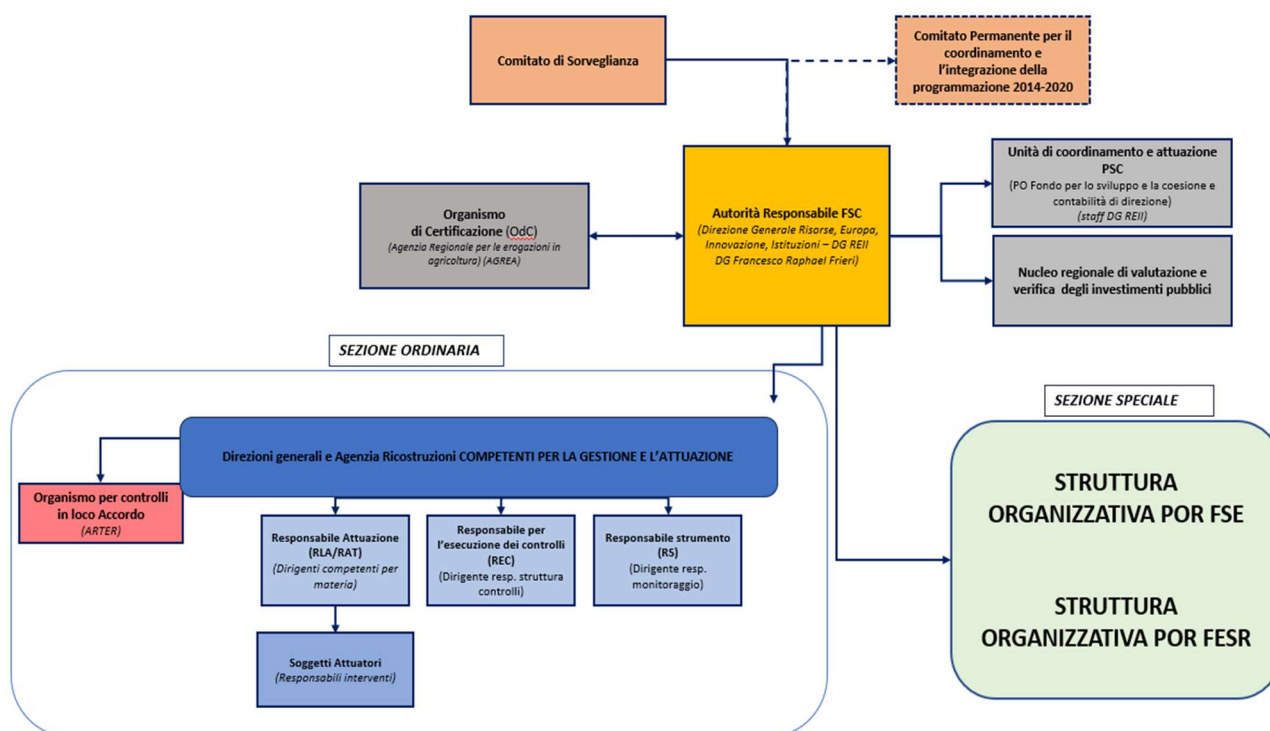 Comitato di Sorveglianza
Comitato Permanente per il
coordinamento e
l'integrazione della
programmazione 2014-2020
Organismo
di Certificazione (OdC)
(Agenzia Regionale per le erogazioni in
agricoltura) (AGREA)
Autorità Responsabile FSC
(Direzione Generale Risorse, Europa,
Innovazione, Istituzioni – DG REII
DG Francesco Raphael Frieri)
Unità di coordinamento e attuazione
PSC
(PO Fondo per lo sviluppo e la coesione e
contabilità di direzione)
(staff DG REII)
Nucleo regionale di valutazione e
verifica degli investimenti pubblici
SEZIONE ORDINARIA
Direzioni generali e Agenzia Ricostruzioni COMPETENTI PER LA GESTIONE E L'ATTUAZIONE
Organismo per controlli
in loco Accordo
(ARTER)
Responsabile Attuazione
(RLA/RAT)
(Dirigenti competenti per
materia)
Responsabile per
l'esecuzione dei controlli
(REC)
(Dirigente resp. struttura
controlli)
Responsabile strumento (RS)
(Dirigente resp.
monitoraggio)
Soggetti Attuatori
(Responsabili interventi)
SEZIONE SPECIALE
STRUTTURA
ORGANIZZATIVA POR FSE
STRUTTURA
ORGANIZZATIVA POR FESR